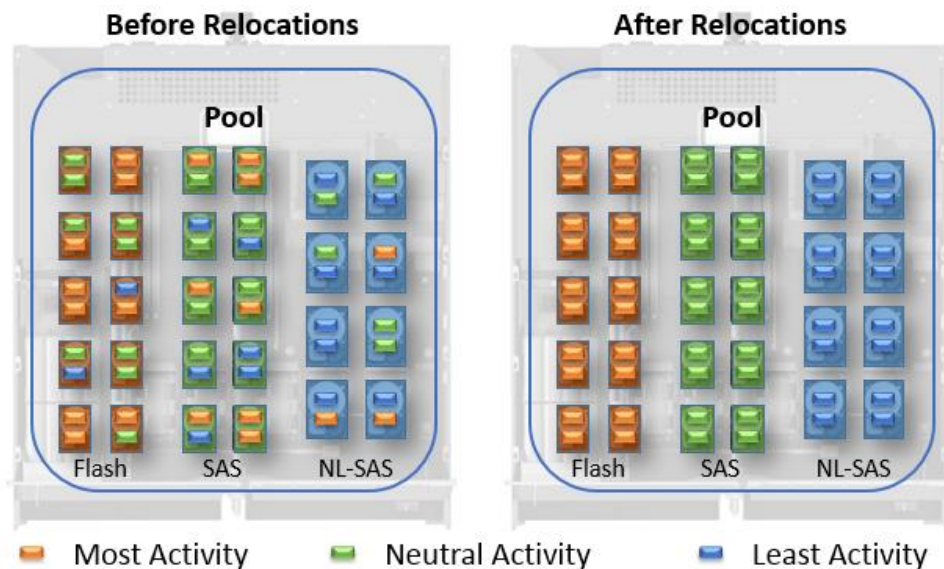 Before Relocations
After Relocations
Pool
Pool
Flash
SAS
NL-SAS
Flash
SAS
NL-SAS
Most Activity
Neutral Activity
Least Activity